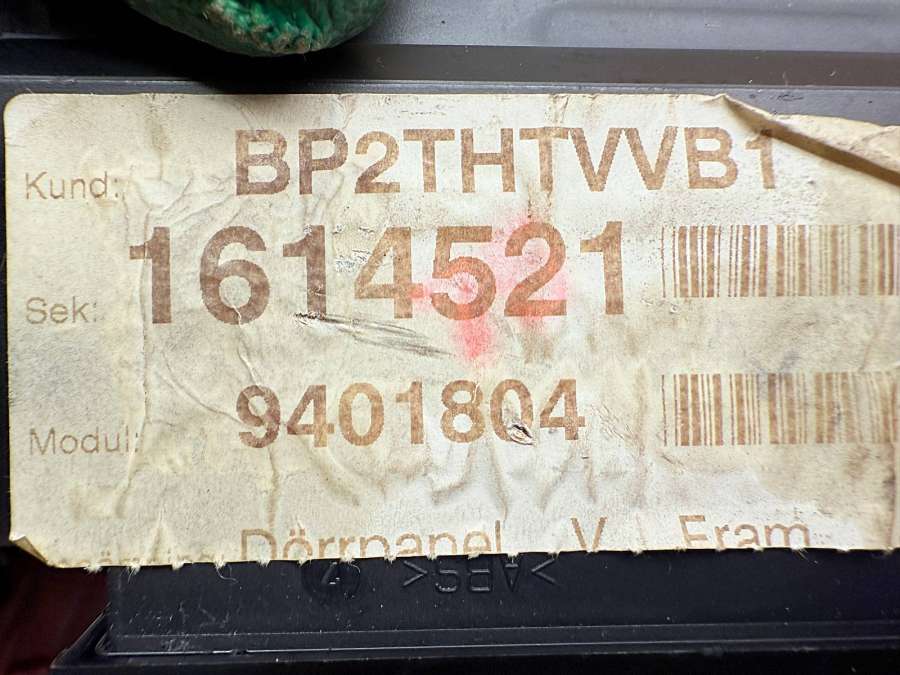 Kund: BP2THTVVB1
Sek: 1614521
Modul: 9401804
Dörrpanel V Fram
>ABS<